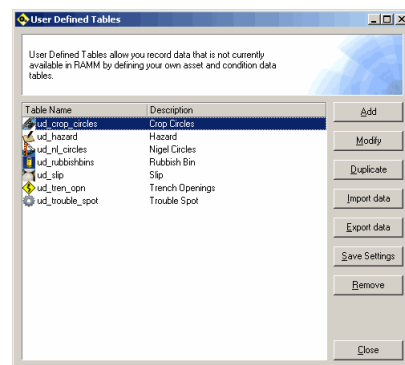 User Defined Tables
User Defined Tables allow you record data that is not currently
available in RAMM by defining your own asset and condition data
tables.
Table Name Description
ud_crop_circles Crop Circles
ud_hazard Hazard
ud_nl_circles Nigel Circles
ud_rubbishbins Rubbish Bin
ud_slip Slip
ud_tren_opn Trench Openings
ud_trouble_spot Trouble Spot
Add
Modify
Duplicate
Import data
Export data
Save Settings
Remove
Close